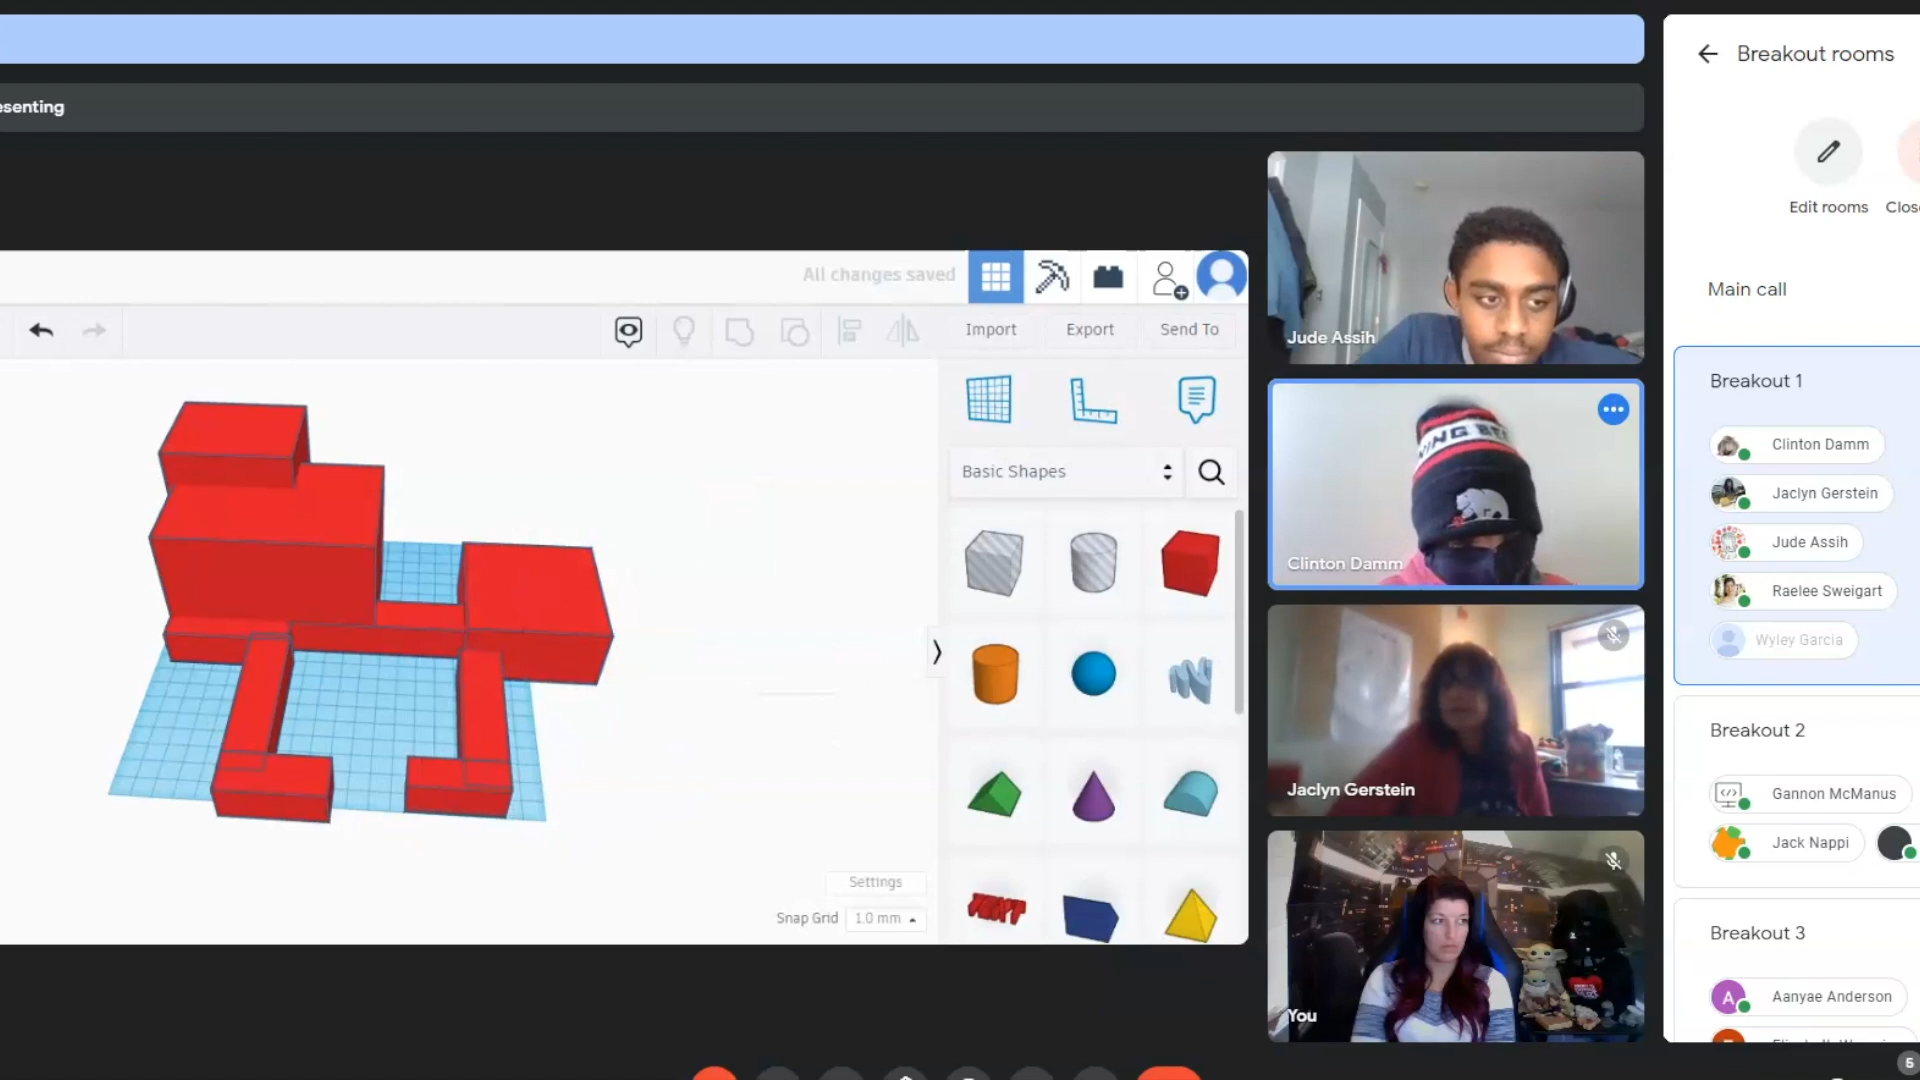 esenting
Breakout rooms
Edit rooms
Main call
All changes saved
Import
Export
Send To
Basic Shapes
Settings
Snap Grid
1.0 mm
TEXT
Jude Assih
Clinton Damm
Jaclyn Gerstein
You
Breakout 1
Clinton Damm
Jaclyn Gerstein
Jude Assih
Raelee Sweigart
Wyley Garcia
Breakout 2
Gannon McManus
Jack Nappi
Breakout 3
A
Aanyae Anderson
5